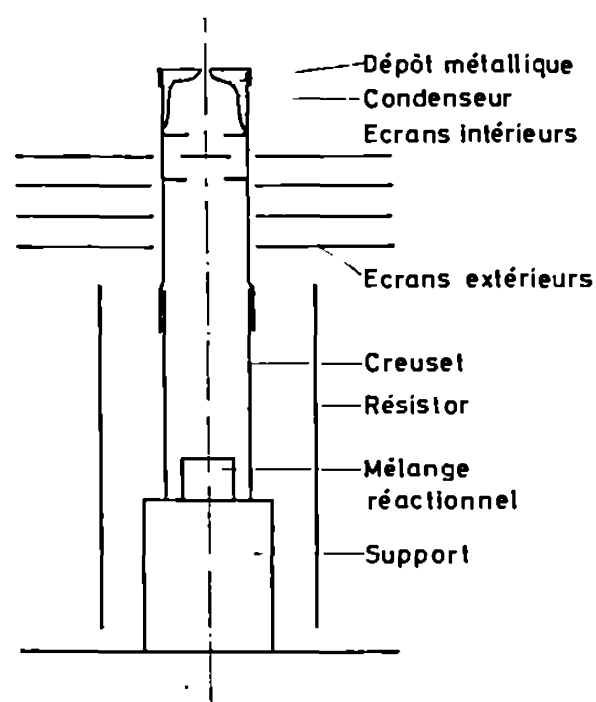 Dépôt métallique
Condenseur
Ecrans intérieurs
Ecrans extérieurs
Creuset
Résistor
Mélange
réactionnel
Support